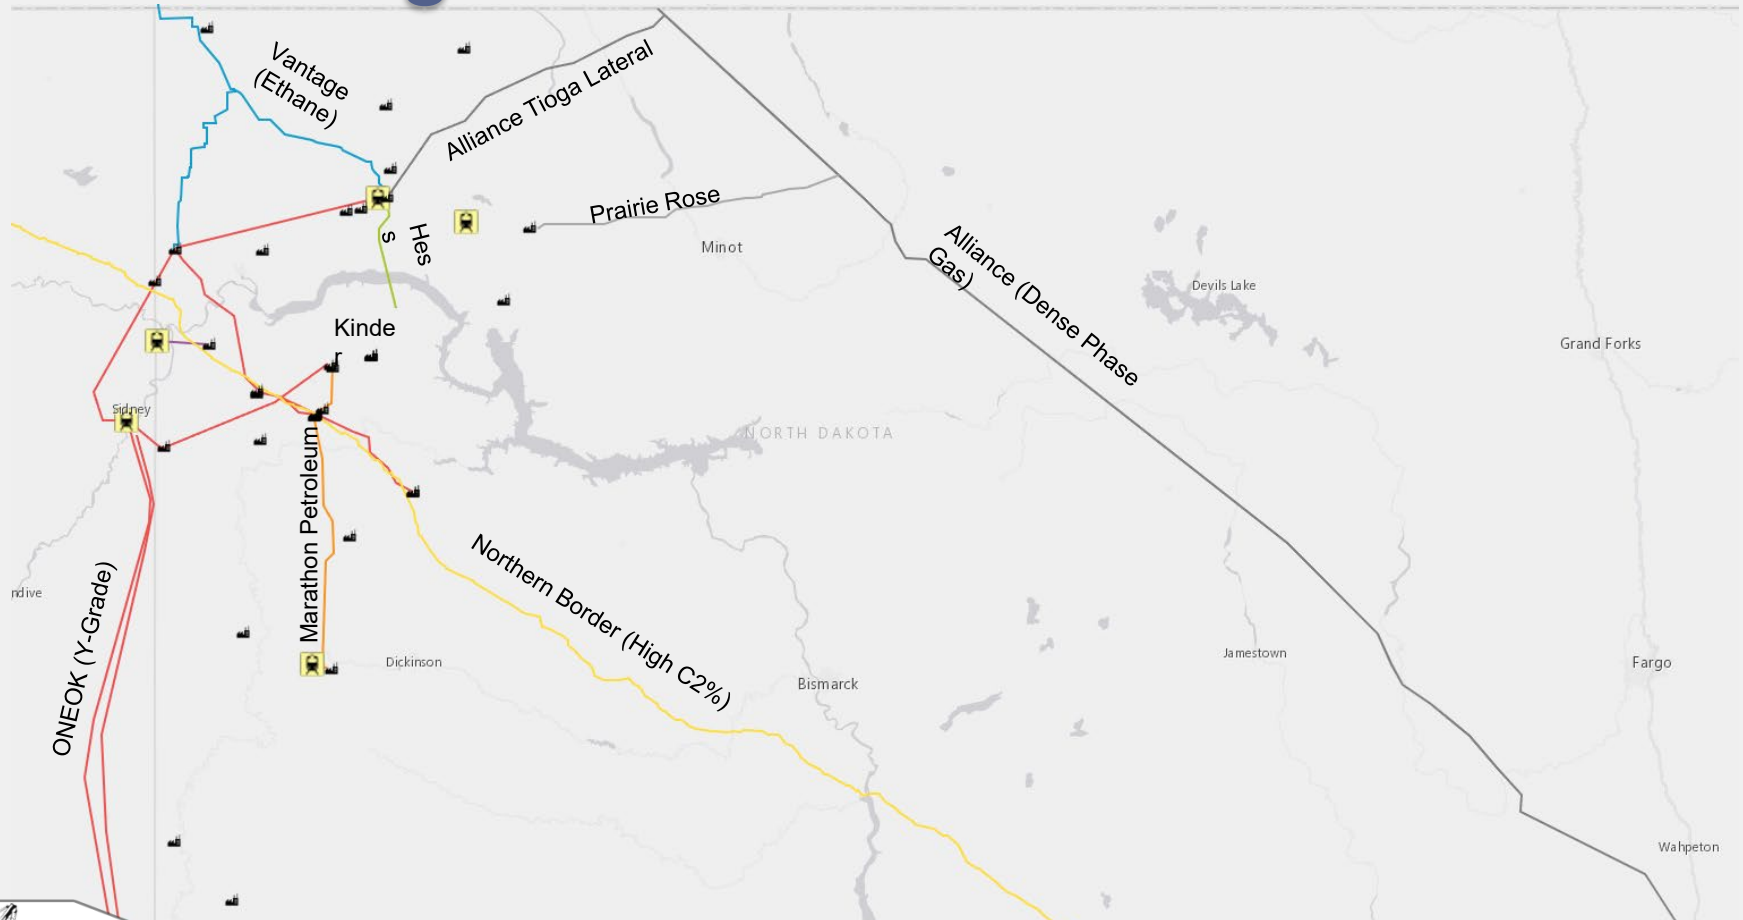 Vantage
(Ethane)
Alliance Tioga Lateral
Prairie Rose
Hes
s
Minot
Alliance (Dense Phase
Gas)
Devils Lake
Kinde
r
Grand Forks
Sidney
NORTH DAKOTA
Marathon Petroleum
Northern Border (High C2%)
ONEOK (Y-Grade)
ndive
Dickinson
Bismarck
Jamestown
Fargo
Wahpeton